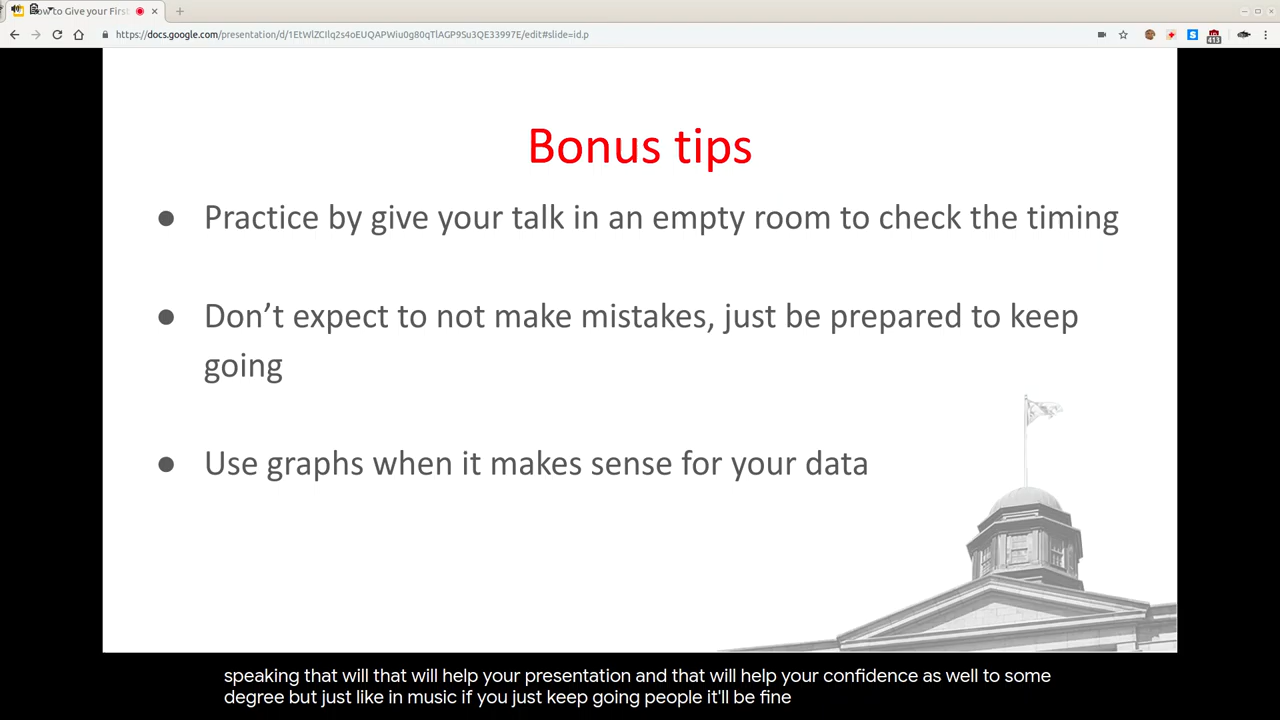 How to Give your First
https://docs.google.com/presentation/d/1EtWlZCIlq2s4oEUQAPWiu0g80qTlAGP9Su3QE33997E/edit#slide=id.p
413
Bonus tips
● Practice by give your talk in an empty room to check the timing
● Don’t expect to not make mistakes, just be prepared to keep
going
● Use graphs when it makes sense for your data
speaking that will that will help your presentation and that will help your confidence as well to some
degree but just like in music if you just keep going people it'll be fine